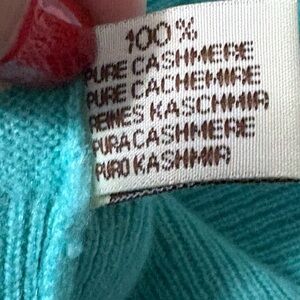 100%
PURE CASHMERE
PURE CACHEMIRE
REINES KASCHMIR
PURA CASHMERE
PURO KASHMIR